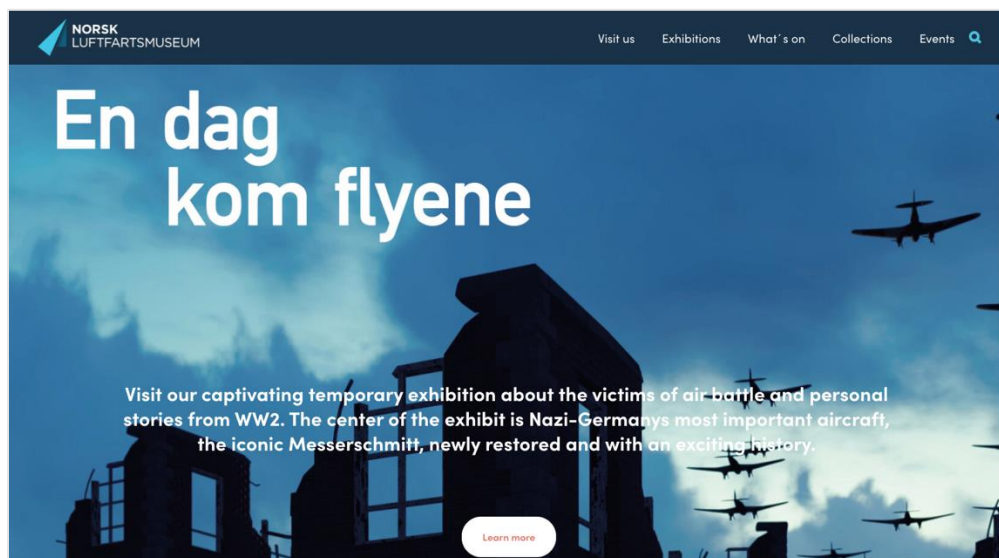 NORSK
LUFTFARTSMUSEUM
Visit us Exhibitions What´s on Collections Events
En dag
kom flyene
Visit our captivating temporary exhibition about the victims of air battle and personal
stories from WW2. The center of the exhibit is Nazi-Germanys most important aircraft,
the iconic Messerschmitt, newly restored and with an exciting history.
Learn more